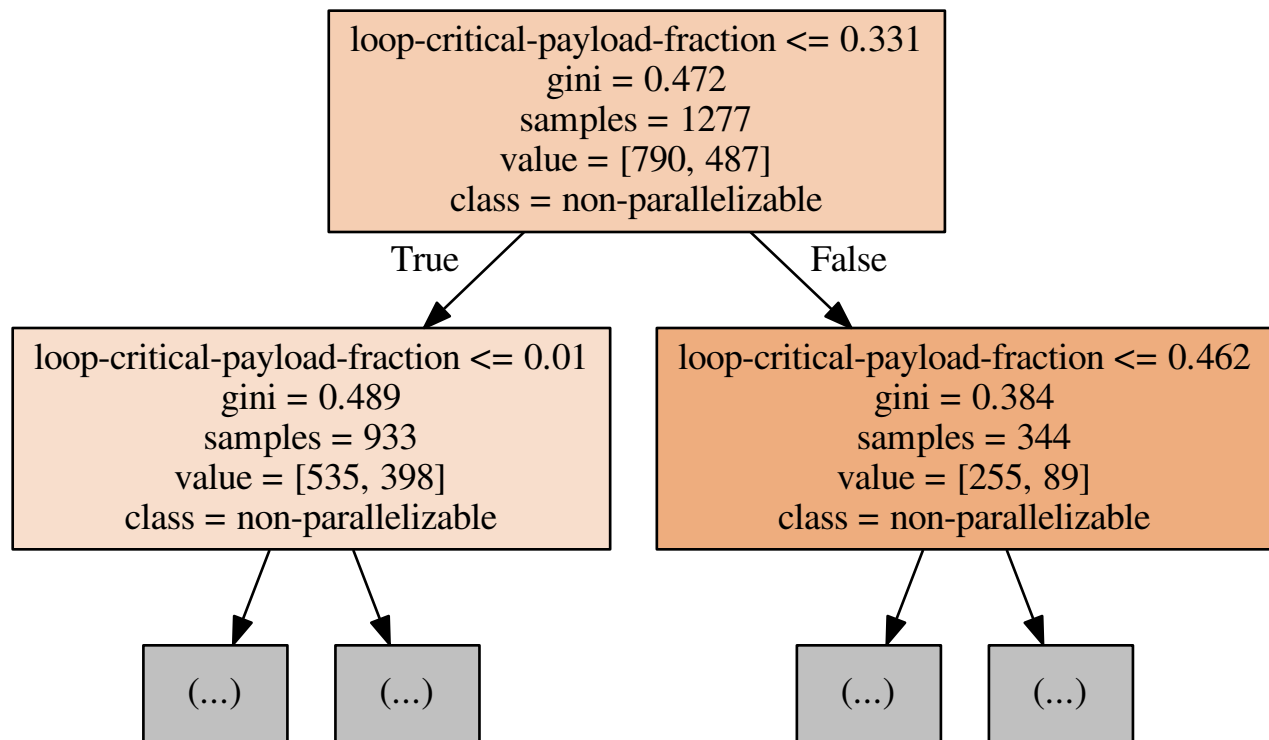 loop-critical-payload-fraction <= 0.331
gini = 0.472
samples = 1277
value = [790, 487]
class = non-parallelizable
True
False
loop-critical-payload-fraction <= 0.01
gini = 0.489
samples = 933
value = [535, 398]
class = non-parallelizable
loop-critical-payload-fraction <= 0.462
gini = 0.384
samples = 344
value = [255, 89]
class = non-parallelizable
(...)
(...)
(...)
(...)